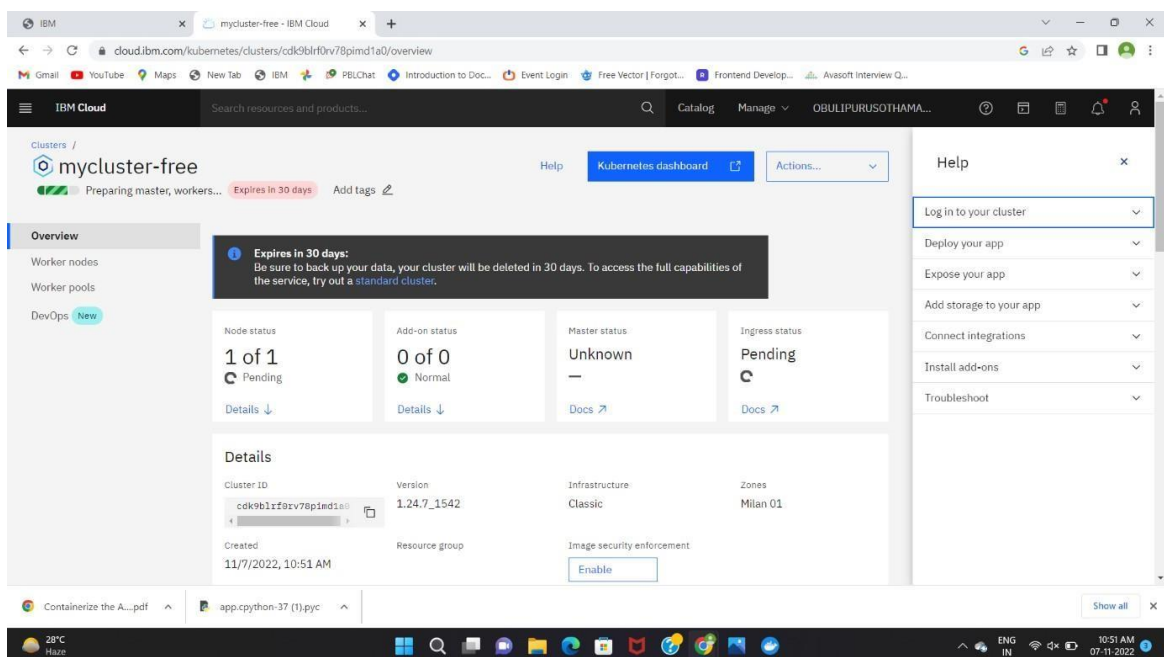 IBM
mycluster-free - IBM Cloud
cloud.ibm.com/kubernetes/clusters/cdk9blrf0rv78pimd1a0/overview
Gmail YouTube Maps New Tab IBM PBLChat Introduction to Doc... Event Login Free Vector | Forgot... Frontend Develop... Avasoft Interview Q...
IBM Cloud
Search resources and products...
Catalog
Manage
OBULIPURUSOTHAMA...
Clusters /
mycluster-free
Preparing master, workers...
Expires in 30 days
Add tags
Help
Kubernetes dashboard
Actions...
Overview
Worker nodes
Worker pools
DevOps New
Expires in 30 days:
Be sure to back up your data, your cluster will be deleted in 30 days. To access the full capabilities of
the service, try out a standard cluster.
Node status
1 of 1
Pending
Details
Add-on status
0 of 0
Normal
Details
Master status
Unknown
—
Docs
Ingress status
Pending
Docs
Details
Cluster ID
cdk9blrf0rv78pimd1a0
Version
1.24.7_1542
Infrastructure
Classic
Zones
Milan 01
Created
11/7/2022, 10:51 AM
Resource group
Image security enforcement
Enable
Help
Log in to your cluster
Deploy your app
Expose your app
Add storage to your app
Connect integrations
Install add-ons
Troubleshoot
Containerize the A....pdf
app.cpython-37 (1).pyc
Show all
28°C
Haze
ENG
IN
10:51 AM
07-11-2022
3